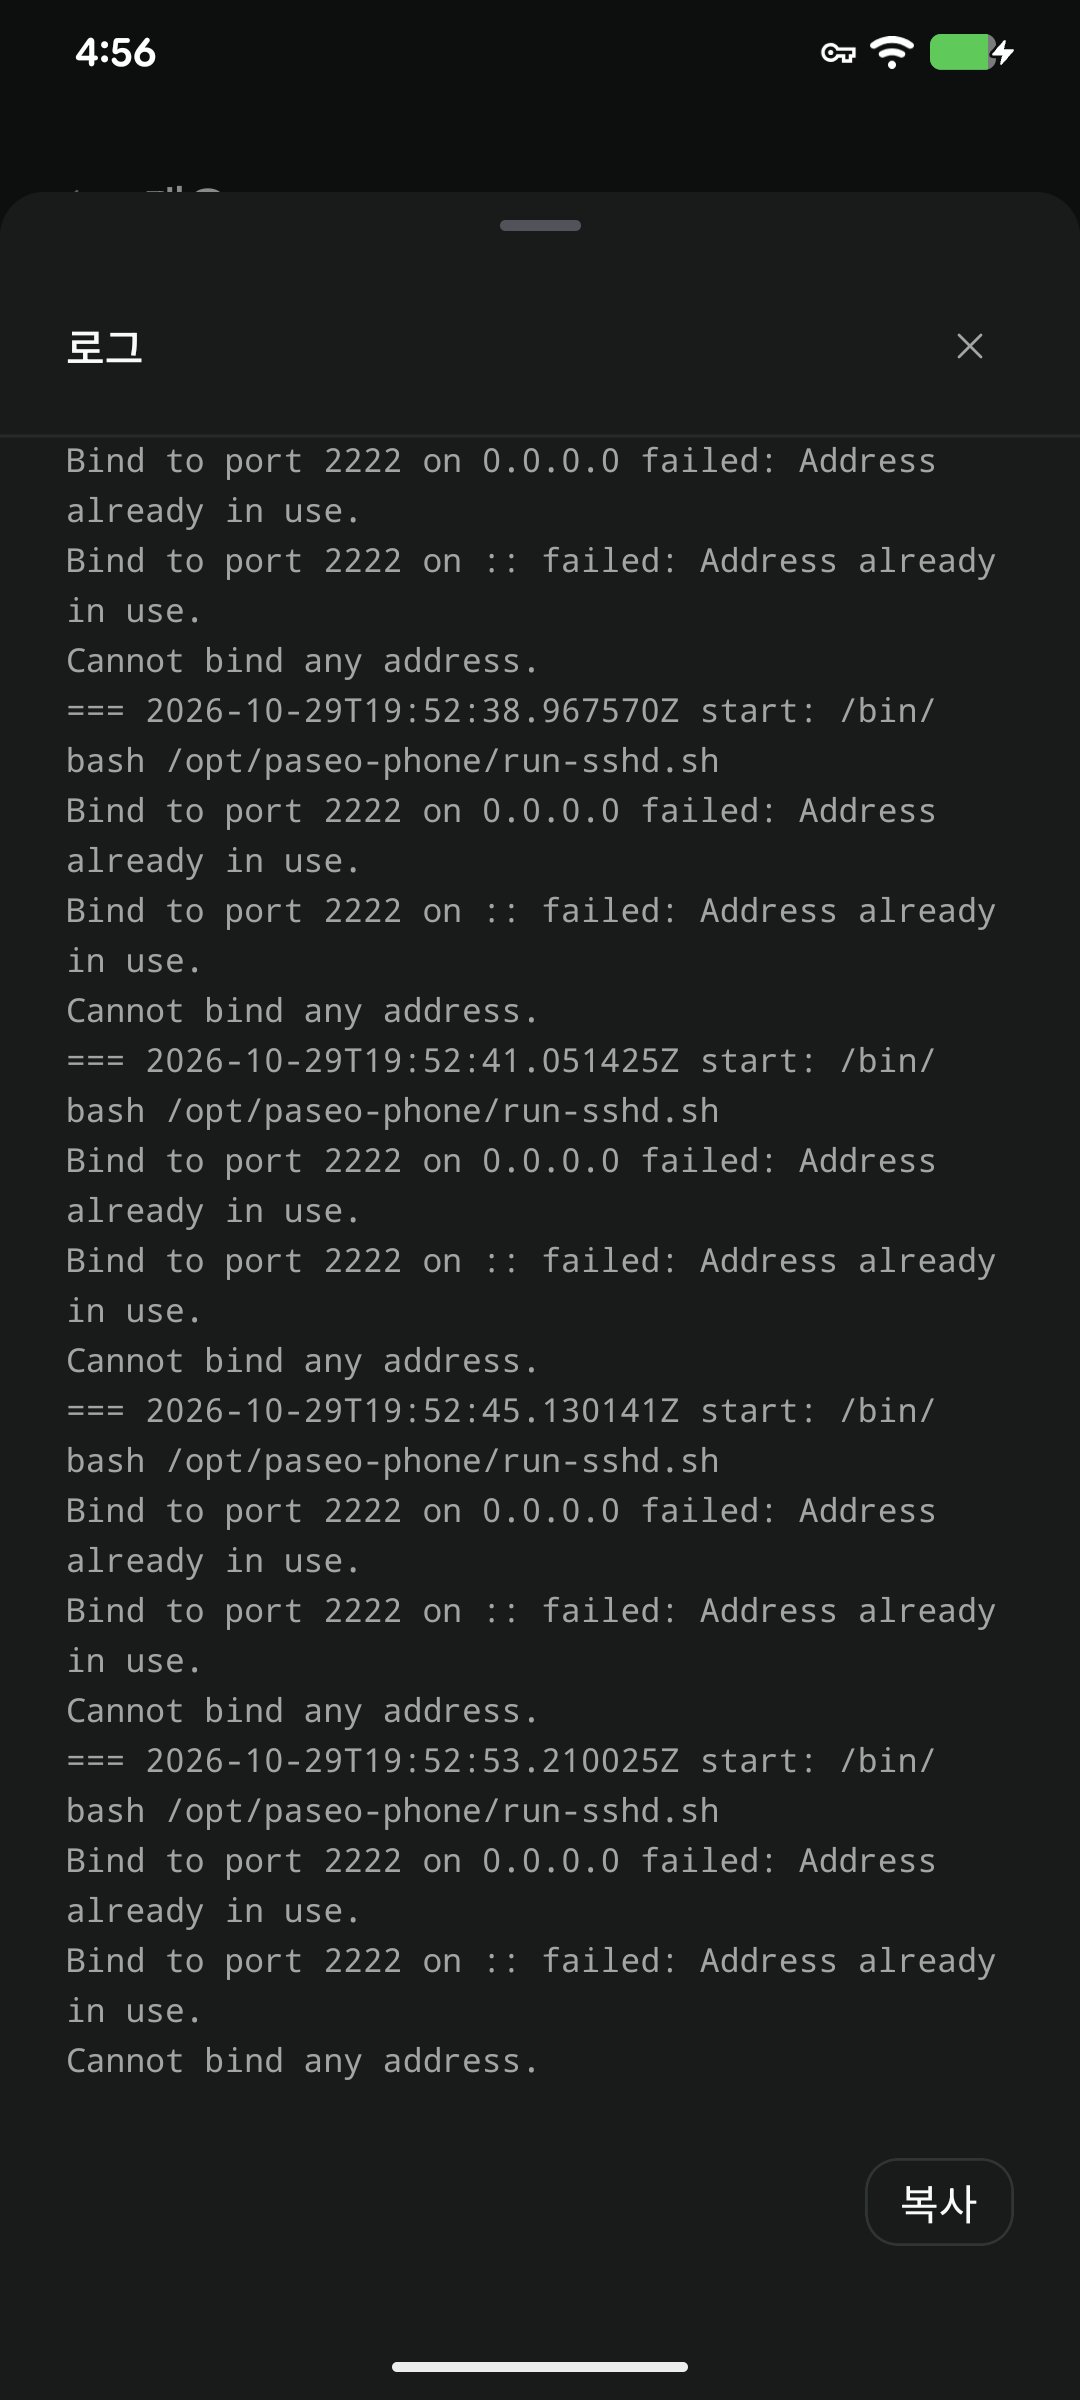 4:56
로그
Bind to port 2222 on 0.0.0.0 failed: Address
already in use.
Bind to port 2222 on :: failed: Address already
in use.
Cannot bind any address.
=== 2026-10-29T19:52:38.967570Z start: /bin/
bash /opt/paseo-phone/run-sshd.sh
Bind to port 2222 on 0.0.0.0 failed: Address
already in use.
Bind to port 2222 on :: failed: Address already
in use.
Cannot bind any address.
=== 2026-10-29T19:52:41.051425Z start: /bin/
bash /opt/paseo-phone/run-sshd.sh
Bind to port 2222 on 0.0.0.0 failed: Address
already in use.
Bind to port 2222 on :: failed: Address already
in use.
Cannot bind any address.
=== 2026-10-29T19:52:45.130141Z start: /bin/
bash /opt/paseo-phone/run-sshd.sh
Bind to port 2222 on 0.0.0.0 failed: Address
already in use.
Bind to port 2222 on :: failed: Address already
in use.
Cannot bind any address.
=== 2026-10-29T19:52:53.210025Z start: /bin/
bash /opt/paseo-phone/run-sshd.sh
Bind to port 2222 on 0.0.0.0 failed: Address
already in use.
Bind to port 2222 on :: failed: Address already
in use.
Cannot bind any address.
복사